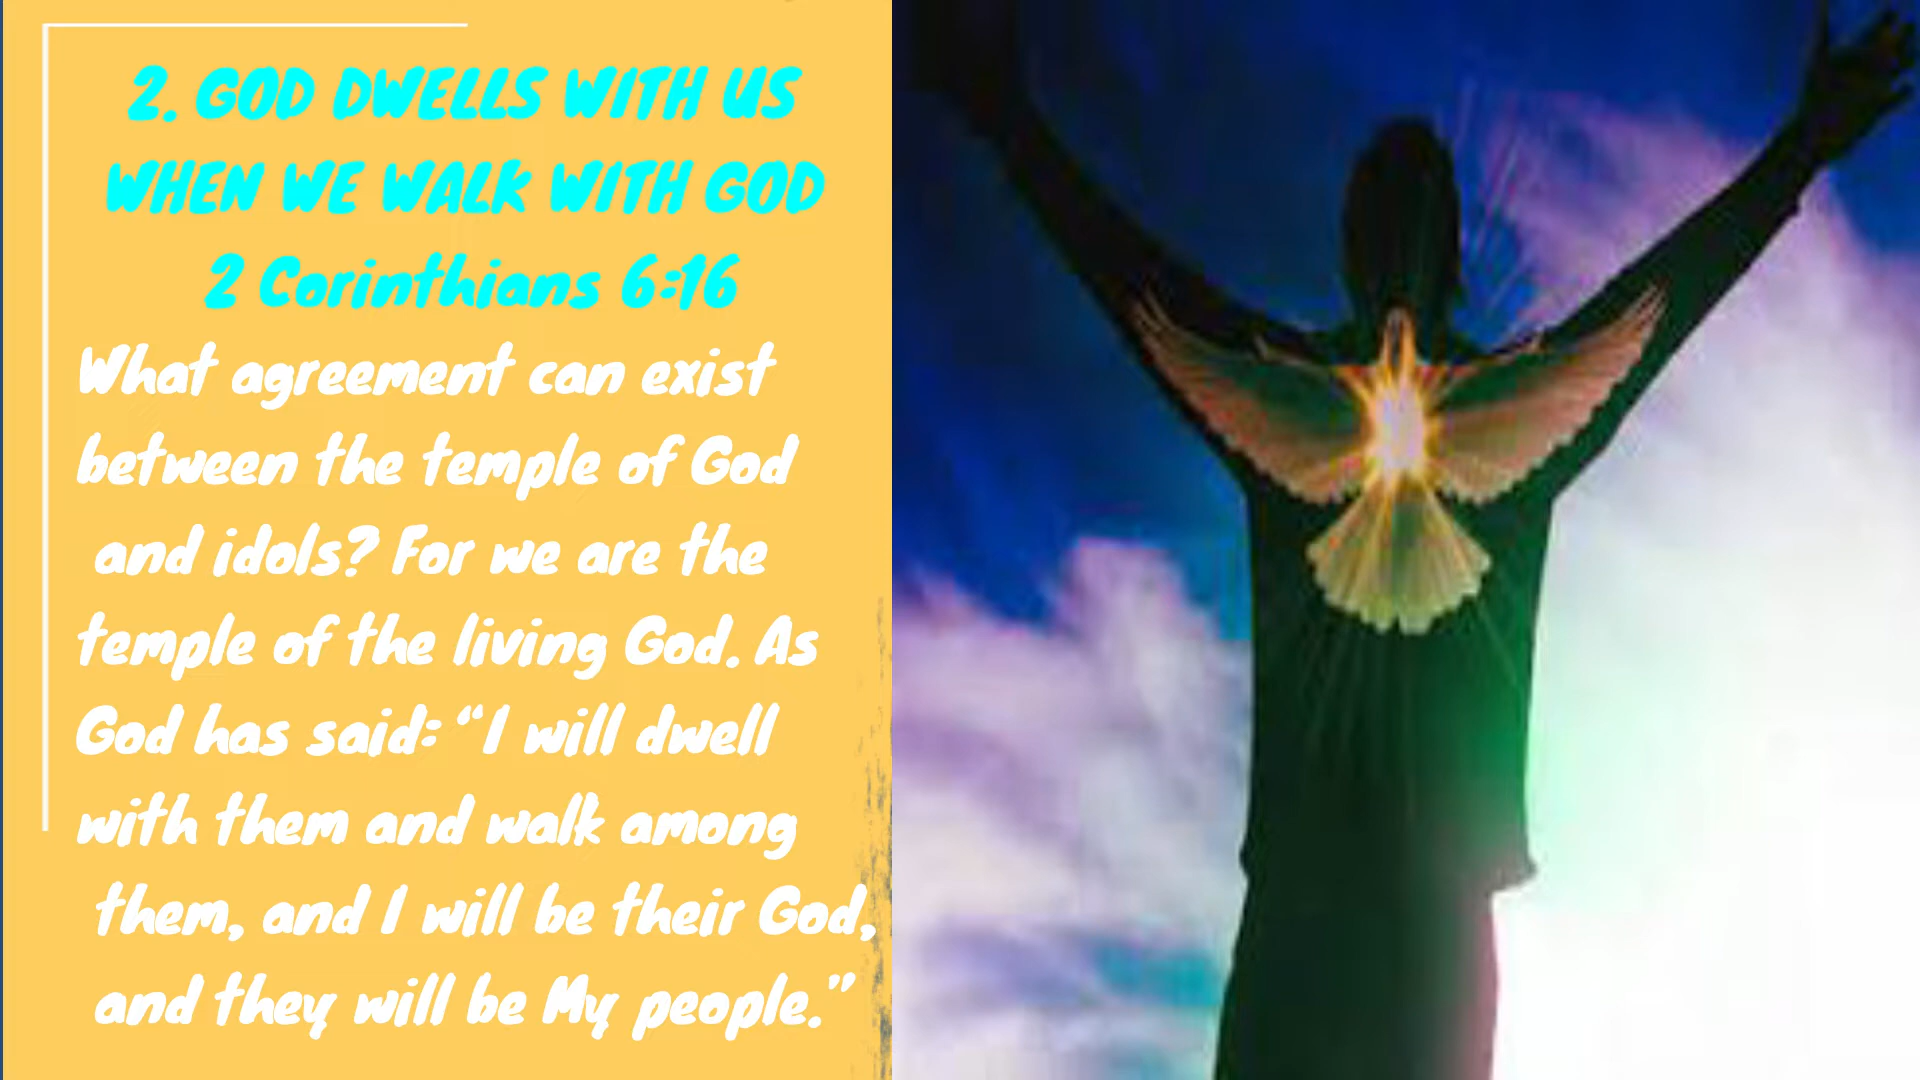 2. GOD DWELLS WITH US
WHEN WE WALK WITH GOD
2 Corinthians 6:16
What agreement can exist
between the temple of God
and idols? For we are the
temple of the living God. As
God has said: “I will dwell
with them and walk among
them, and I will be their God,
and they will be My people.”